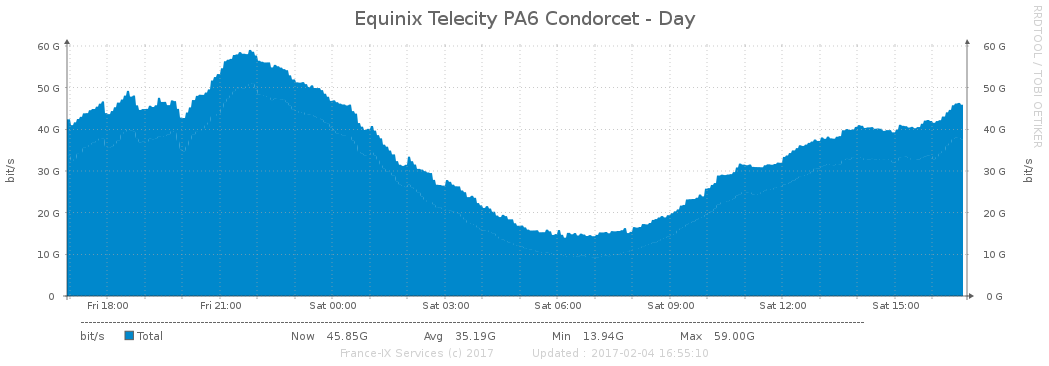 Equinix Telecity PA6 Condorcet - Day
RRDTOOL / TOBI OETIKER
60 G 60 G
50 G 50 G
40 G 40 G
30 G 30 G
20 G 20 G
10 G 10 G
0 0 G
bit/s
bit/s
Fri 18:00 Fri 21:00 Sat 00:00 Sat 03:00 Sat 06:00 Sat 09:00 Sat 12:00 Sat 15:00
bit/s Total Now 45.85G Avg 35.19G Min 13.94G Max 59.00G
France-IX Services (c) 2017 Updated : 2017-02-04 16:55:10